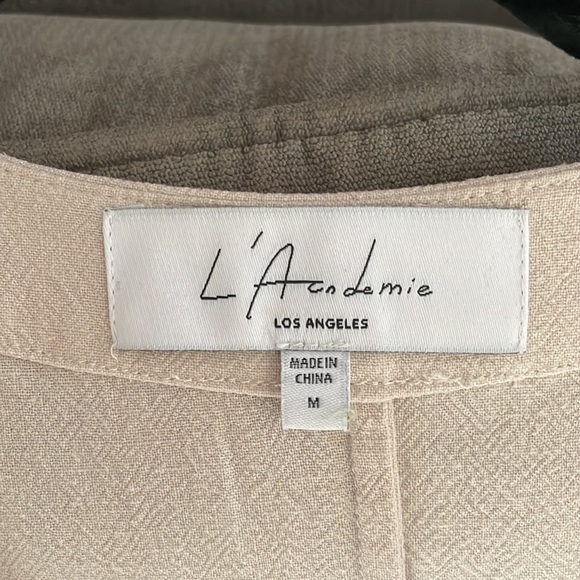 L'Academie
LOS ANGELES
MADE IN
CHINA
M